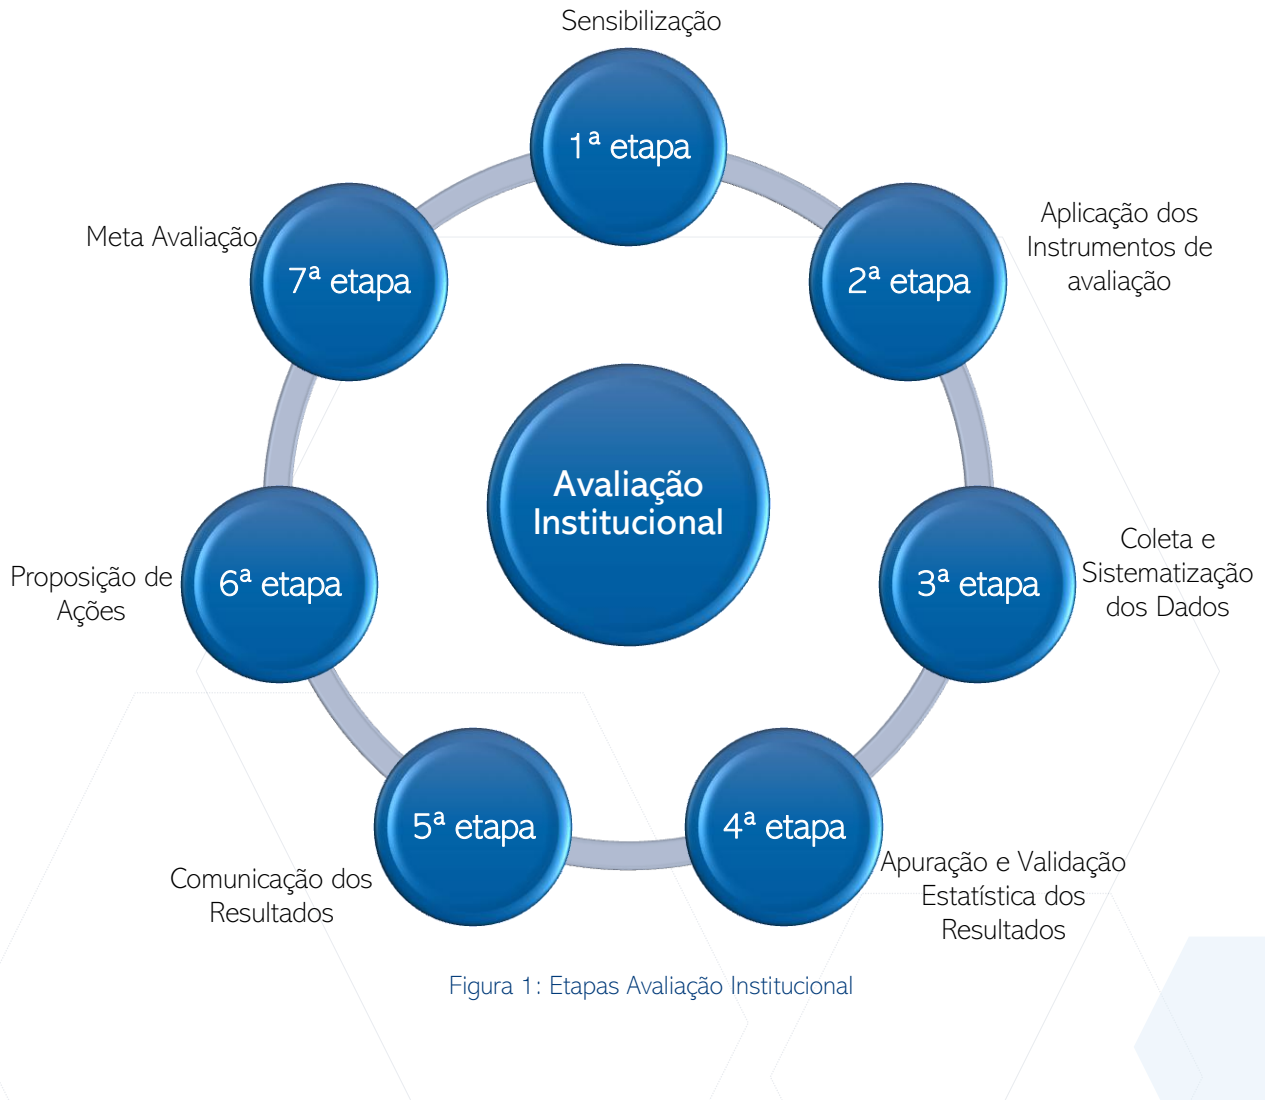 Sensibilização
1ª etapa
Aplicação dos
Instrumentos de
avaliação
2ª etapa
Coleta e
Sistematização
dos Dados
3ª etapa
Apuração e Validação
Estatística dos
Resultados
4ª etapa
Comunicação dos
Resultados
5ª etapa
Proposição de
Ações
6ª etapa
Meta Avaliação
7ª etapa
Avaliação
Institucional
Figura 1: Etapas Avaliação Institucional